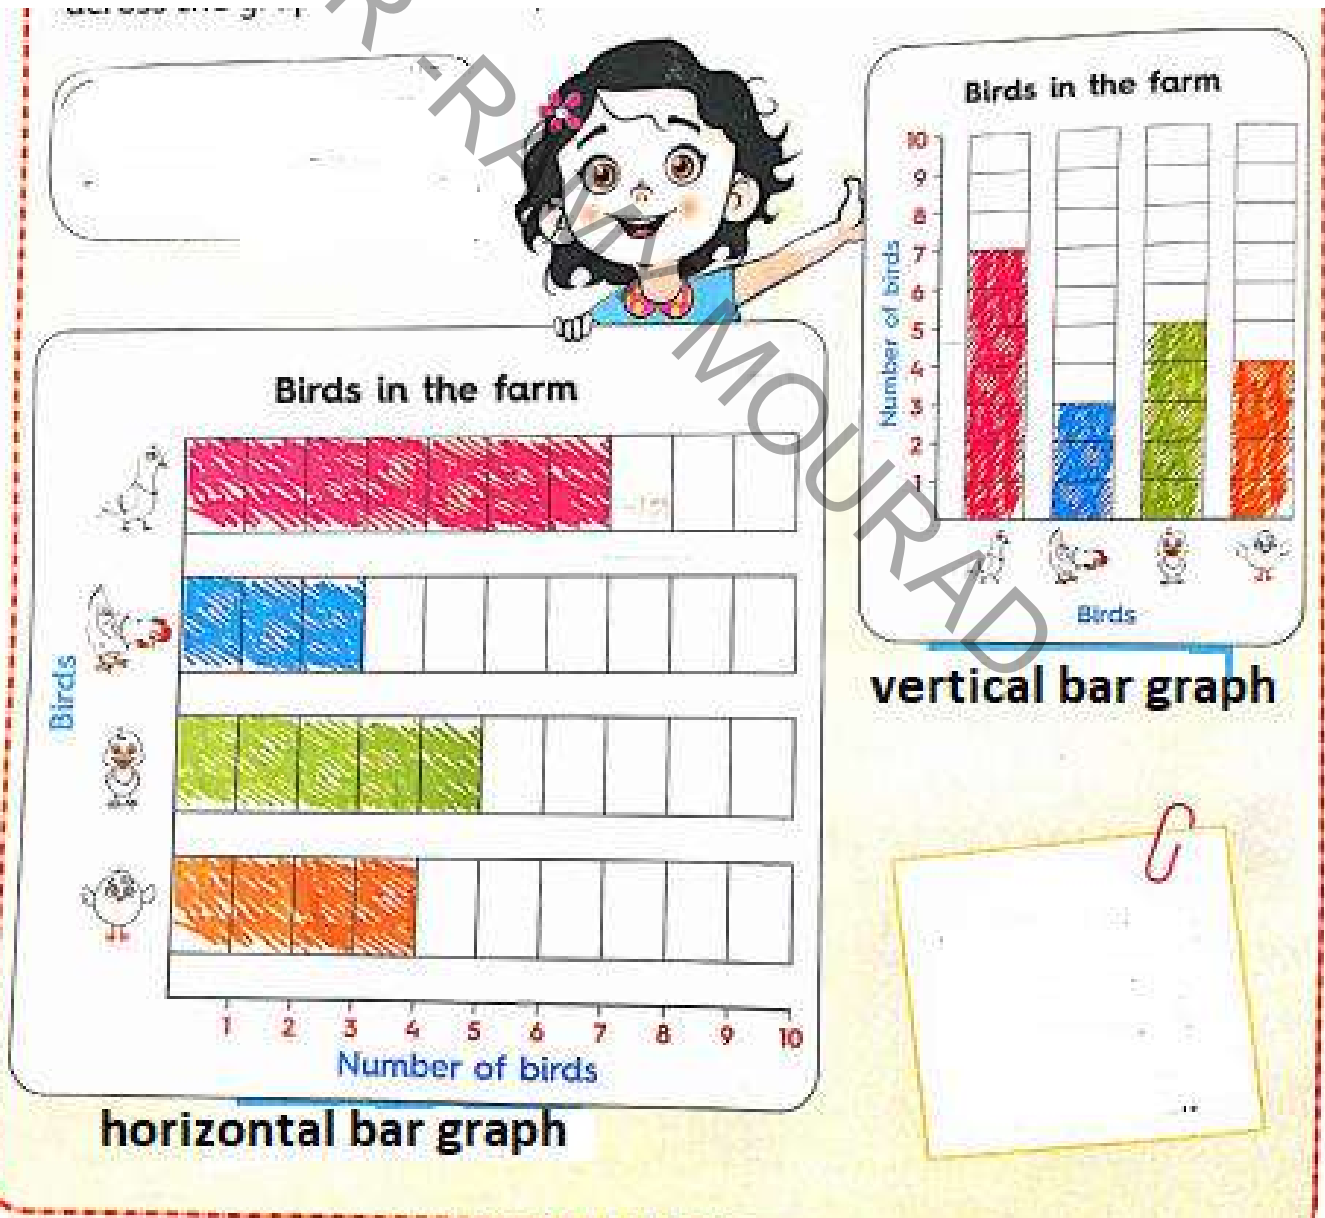 Birds in the farm
10
9
8
7
6
5
4
3
2
1
Number of birds
Birds
vertical bar graph
Birds in the farm
Birds
1 2 3 4 5 6 7 8 9 10
Number of birds
horizontal bar graph
MOURAD